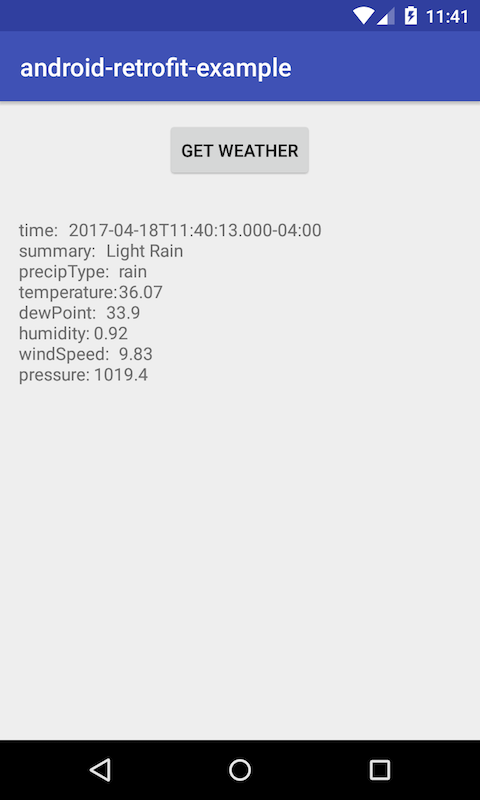 11:41
android-retrofit-example
GET WEATHER
time:  2017-04-18T11:40:13.000-04:00
summary:  Light Rain
precipType:  rain
temperature:36.07
dewPoint:  33.9
humidity: 0.92
windSpeed:  9.83
pressure: 1019.4